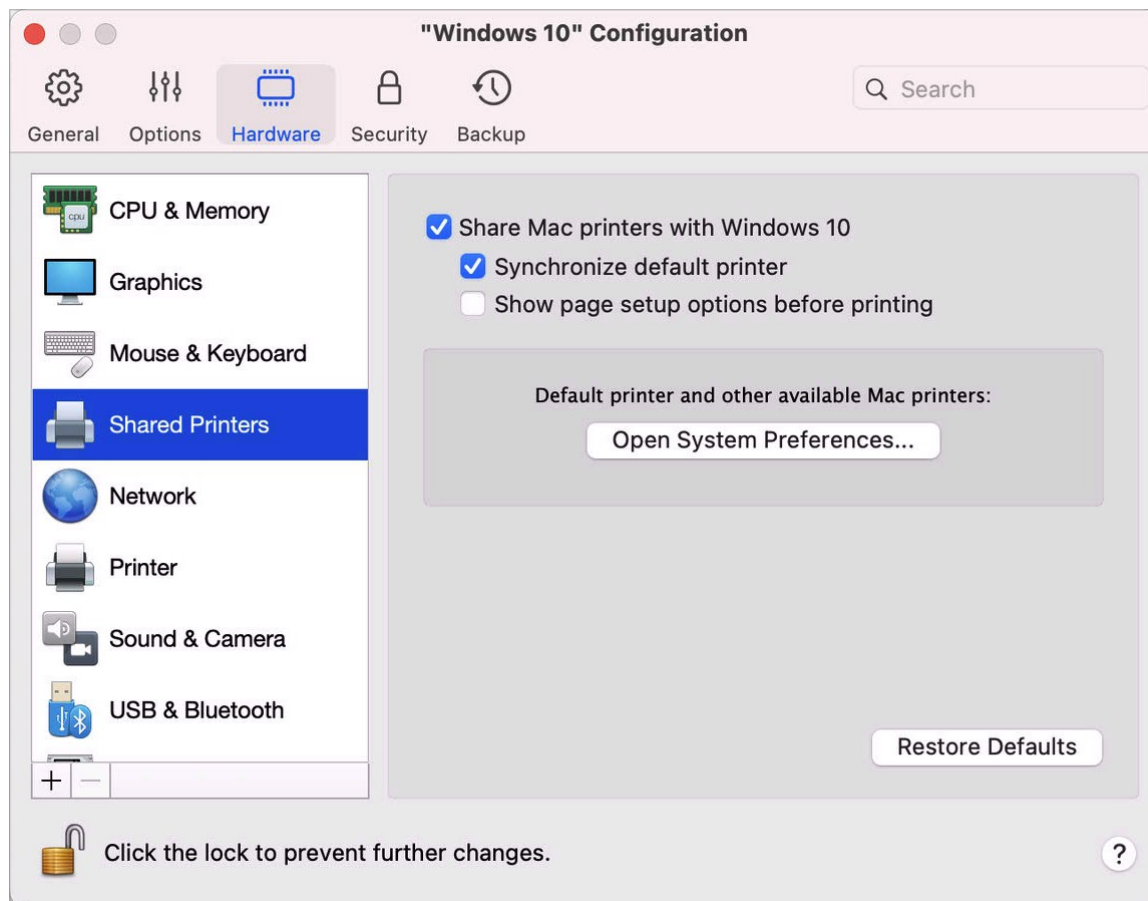 "Windows 10" Configuration
General
Options
Hardware
Security
Backup
Search
CPU & Memory
cpu
Graphics
Mouse & Keyboard
Shared Printers
Network
Printer
Sound & Camera
USB & Bluetooth
Share Mac printers with Windows 10
Synchronize default printer
Show page setup options before printing
Default printer and other available Mac printers:
Open System Preferences...
Restore Defaults
Click the lock to prevent further changes.
?